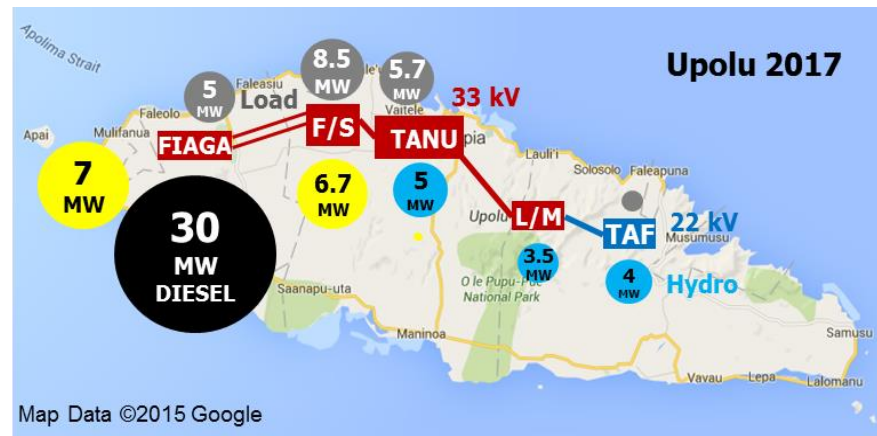 Apolima Strait
Upolu 2017
8.5
MW
5
MW
Load
5.7
MW
33 kV
Faleasiu
Vaitele
Faleolo
Apai
Mulifanua
FIAGA
F/S
TANU
pia
Lauli'i
Solosolo
Faleapuna
7
MW
6.7
MW
5
MW
Upolu
L/M
TAF
22 kV
Musumusu
30
MW
DIESEL
3.5
MW
4
MW
Hydro
O le Pupu-Pue
National Park
Saanapu-uta
Maninoa
Samusu
Vavau
Lepa
Lalomanu
Map Data ©2015 Google